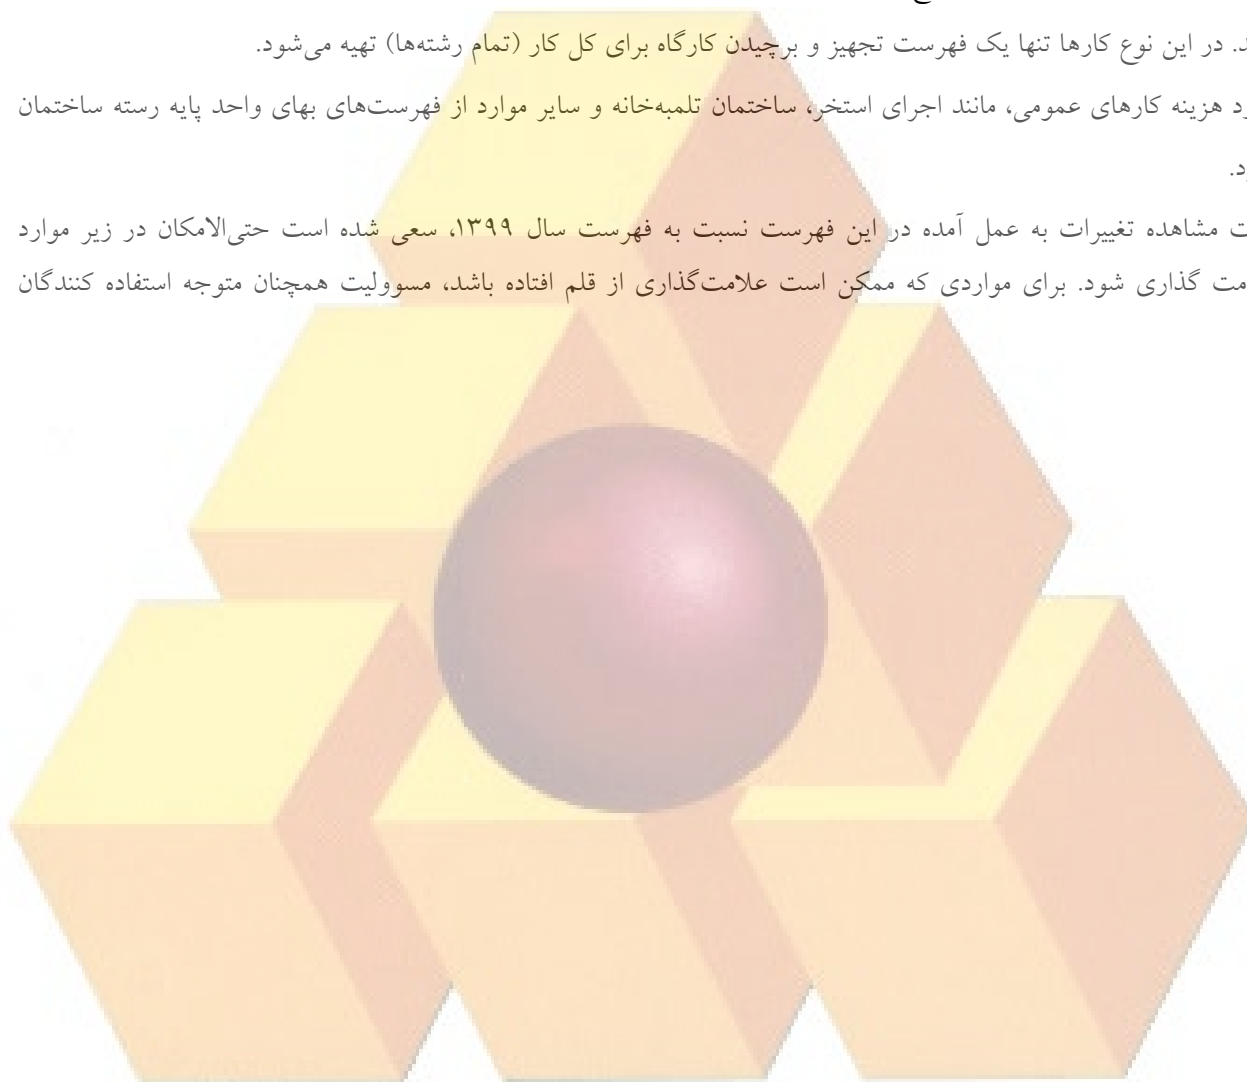 د. در این نوع کارها تنها یک فهرست تجهیز و برچیدن کارگاه برای کل کار (تمام رشته‌ها) تهیه می‌شود.
رد هزینه کارهای عمومی، مانند اجرای استخر، ساختمان تلمبه‌خانه و سایر موارد از فهرست‌های بهای واحد پایه رسته ساختمان
ود.
ت مشاهده تغییرات به عمل آمده در این فهرست نسبت به فهرست سال ۱۳۹۹، سعی شده است حتی‌الامکان در زیر موارد
مت گذاری شود. برای مواردی که ممکن است علامت‌گذاری از قلم افتاده باشد، مسوولیت همچنان متوجه استفاده کنندگان